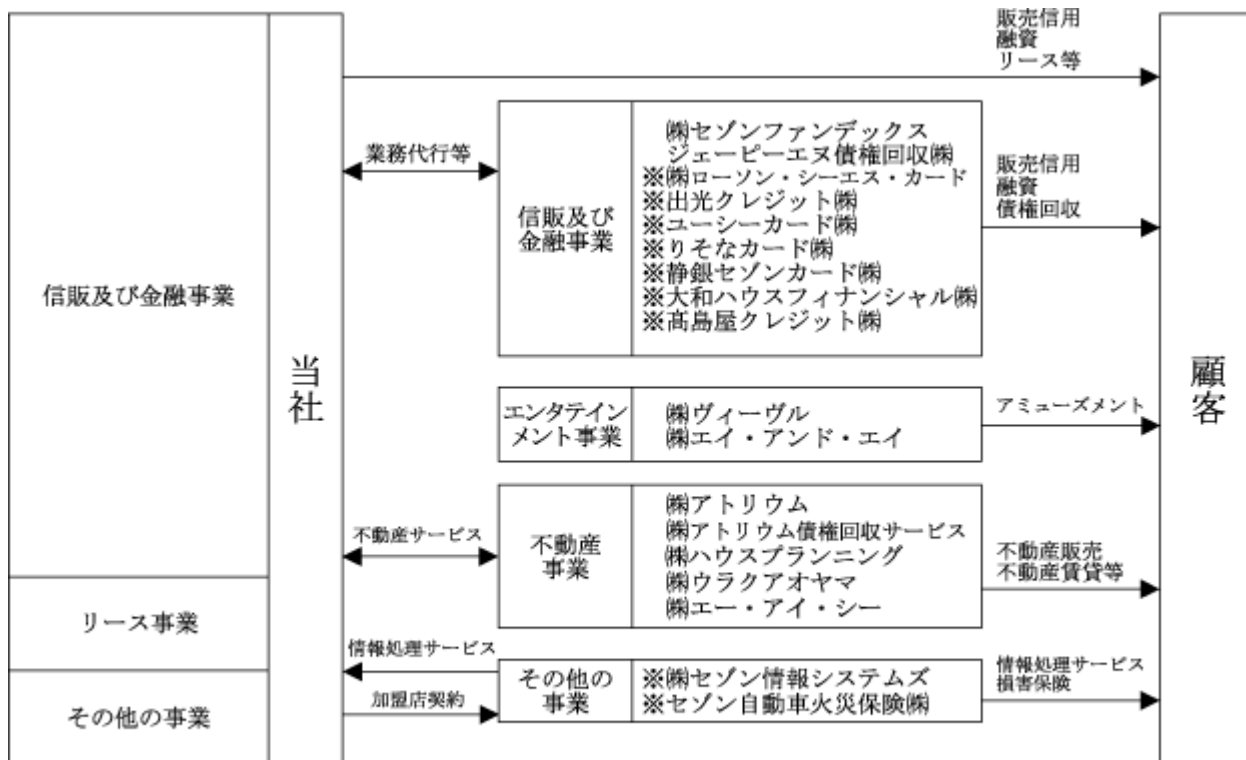 信販及び金融事業
リース事業
その他の事業
当社
販売信用
融資
リース等
業務代行等
信販及び
金融事業
㈱セゾンファンデックス
ジェーピーエヌ債権回収㈱
※㈱ローソン・シーエス・カード
※出光クレジット㈱
※ユーシーカード㈱
※りそなカード㈱
※静銀セゾンカード㈱
※大和ハウスフィナンシャル㈱
※髙島屋クレジット㈱
販売信用
融資
債権回収
エンタテイン
メント事業
㈱ヴィーヴル
㈱エイ・アンド・エイ
アミューズメント
不動産サービス
不動産
事業
㈱アトリウム
㈱アトリウム債権回収サービス
㈱ハウスプランニング
㈱ウラクアオヤマ
㈱エー・アイ・シー
不動産販売
不動産賃貸等
情報処理サービス
加盟店契約
その他の
事業
※㈱セゾン情報システムズ
※セゾン自動車火災保険㈱
情報処理サービス
損害保険
顧客